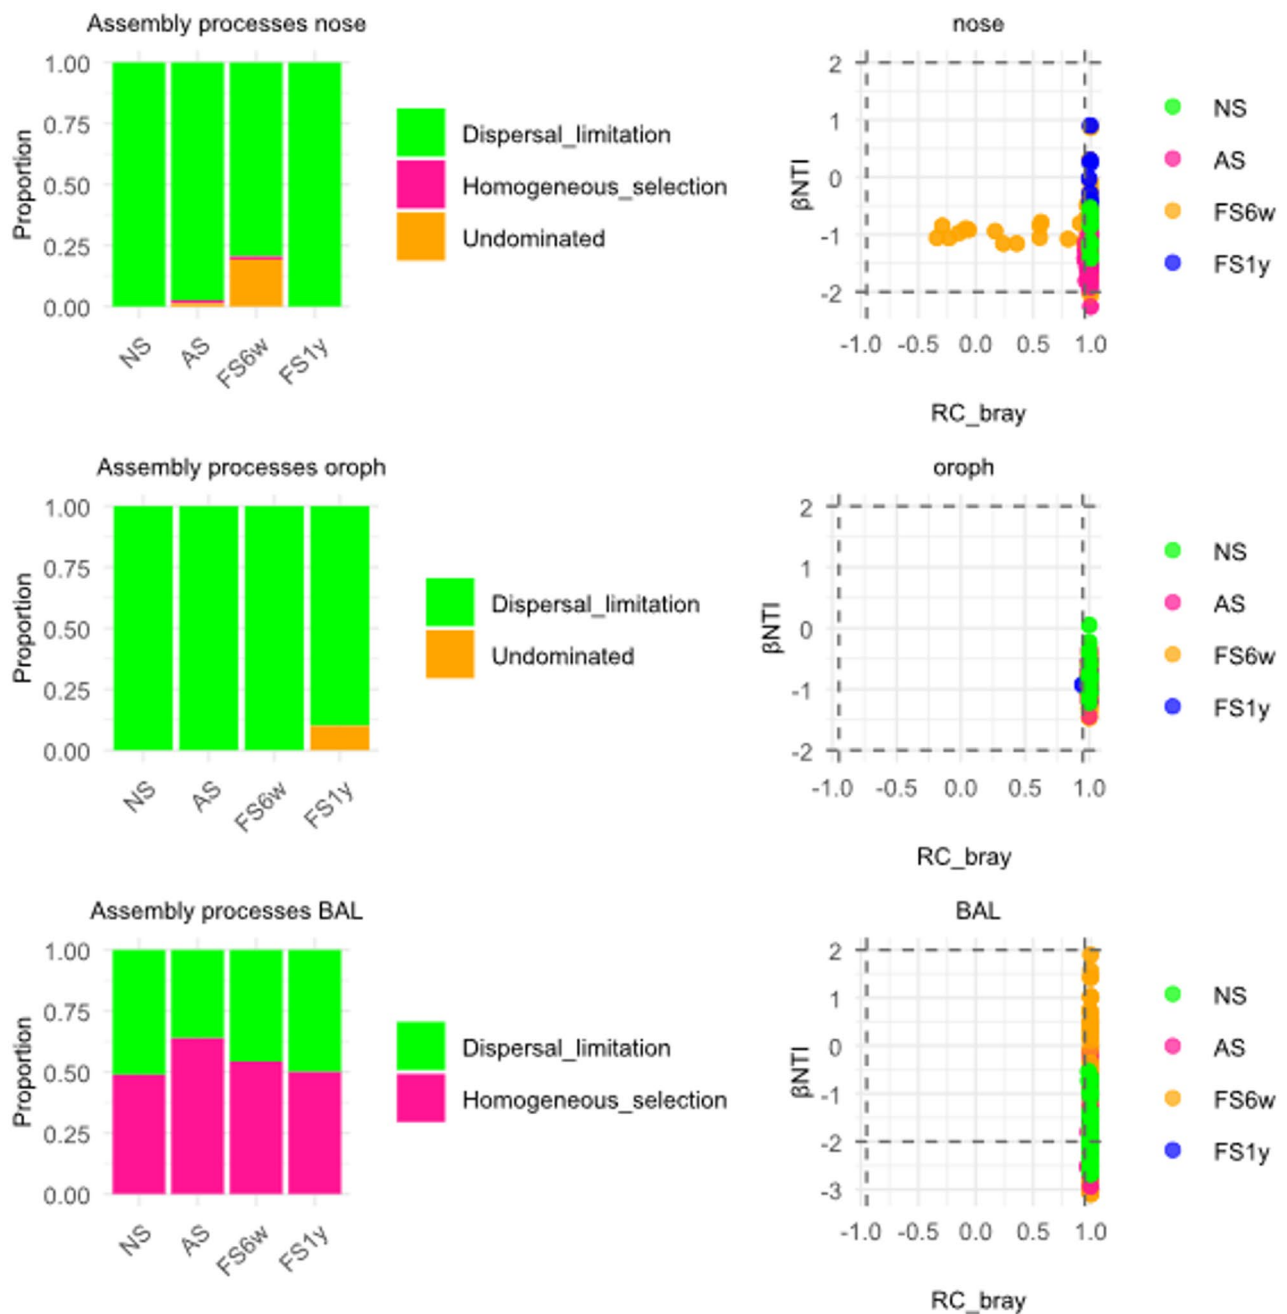 Assembly processes nose
Proportion
1.00
0.75
0.50
0.25
0.00
NS
AS
FS6w
FS1y
Dispersal_limitation
Homogeneous_selection
Undominated
nose
βNTI
2
1
0
-1
-2
-1.0 -0.5 0.0 0.5 1.0
RC_bray
NS
AS
FS6w
FS1y
Assembly processes oroph
Proportion
1.00
0.75
0.50
0.25
0.00
NS
AS
FS6w
FS1y
Dispersal_limitation
Undominated
oroph
βNTI
2
1
0
-1
-2
-1.0 -0.5 0.0 0.5 1.0
RC_bray
NS
AS
FS6w
FS1y
Assembly processes BAL
Proportion
1.00
0.75
0.50
0.25
0.00
NS
AS
FS6w
FS1y
Dispersal_limitation
Homogeneous_selection
BAL
βNTI
2
1
0
-1
-2
-3
-1.0 -0.5 0.0 0.5 1.0
RC_bray
NS
AS
FS6w
FS1y